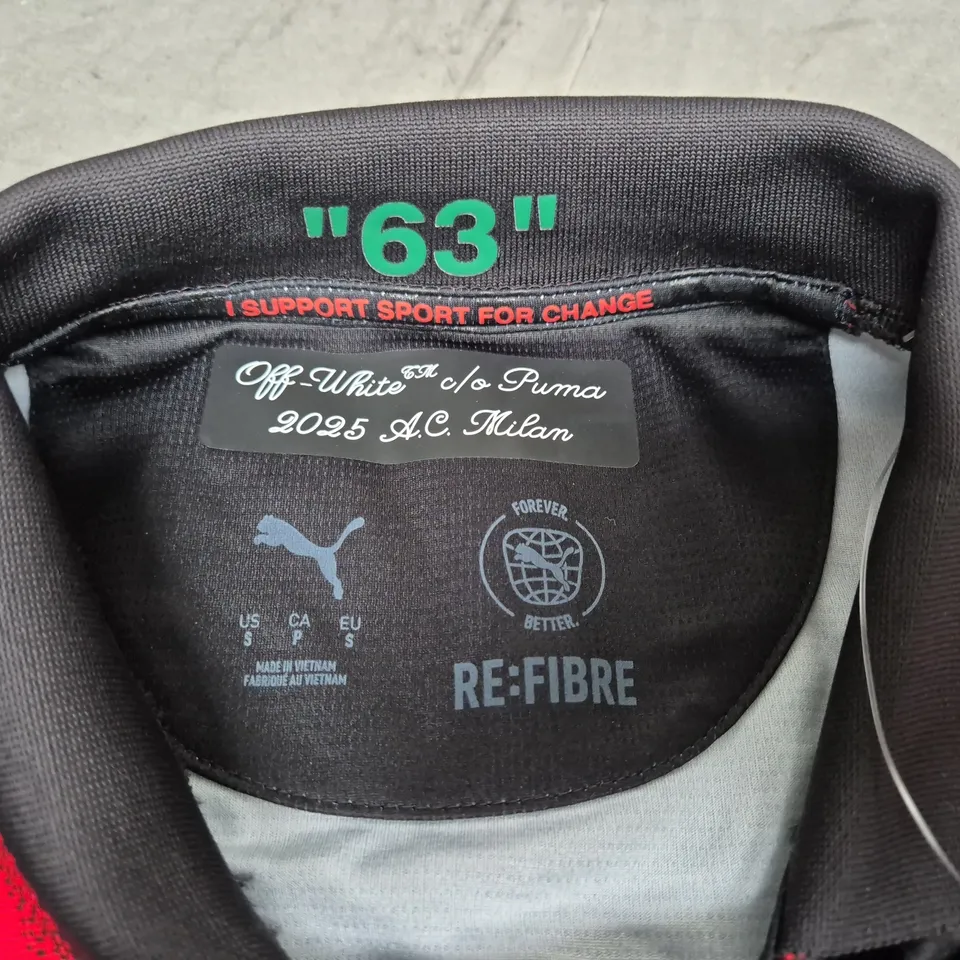 "63"
I SUPPORT SPORT FOR CHANGE
Off-White™ c/o Puma
2025 A.C. Milan
FOREVER.
BETTER.
US CA EU
S P S
MADE IN VIETNAM
FABRIQUÉ AU VIETNAM
RE:FIBRE